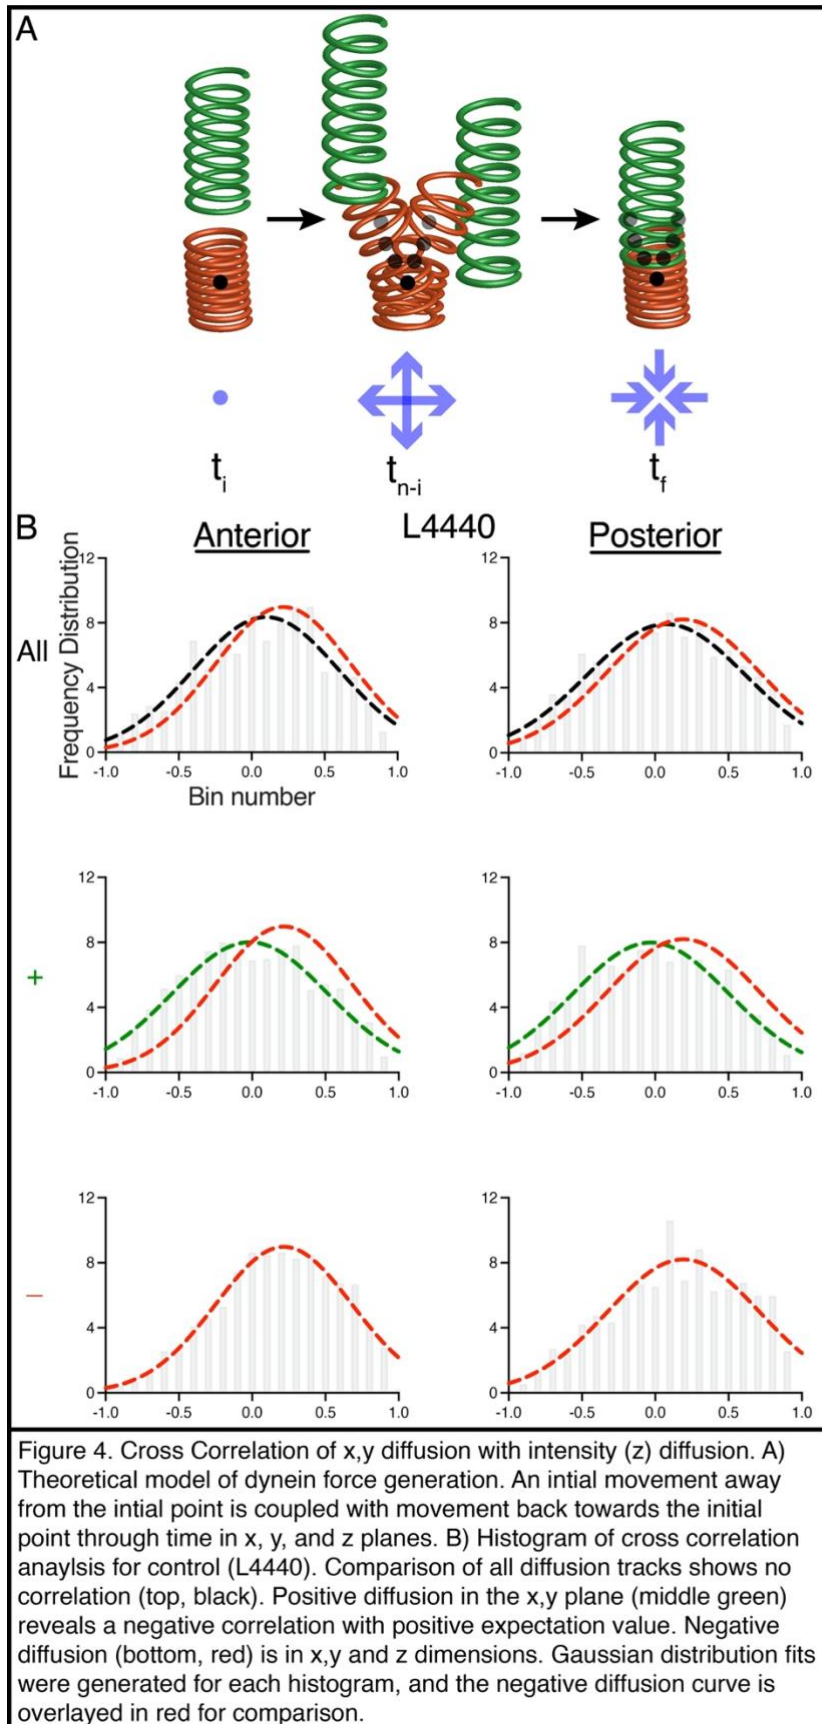 A
t_i
t_n-i
t_f
B
L4440
Anterior
Posterior
All
Frequency Distribution
12
8
4
0
-1.0 -0.5 0.0 0.5 1.0
Bin number
12
8
4
0
-1.0 -0.5 0.0 0.5 1.0
+
12
8
4
0
-1.0 -0.5 0.0 0.5 1.0
12
8
4
0
-1.0 -0.5 0.0 0.5 1.0
–
12
8
4
0
-1.0 -0.5 0.0 0.5 1.0
12
8
4
0
-1.0 -0.5 0.0 0.5 1.0
Figure 4. Cross Correlation of x,y diffusion with intensity (z) diffusion. A)
Theoretical model of dynein force generation. An intial movement away
from the intial point is coupled with movement back towards the initial
point through time in x, y, and z planes. B) Histogram of cross correlation
anaylsis for control (L4440). Comparison of all diffusion tracks shows no
correlation (top, black). Positive diffusion in the x,y plane (middle green)
reveals a negative correlation with positive expectation value. Negative
diffusion (bottom, red) is in x,y and z dimensions. Gaussian distribution fits
were generated for each histogram, and the negative diffusion curve is
overlayed in red for comparison.